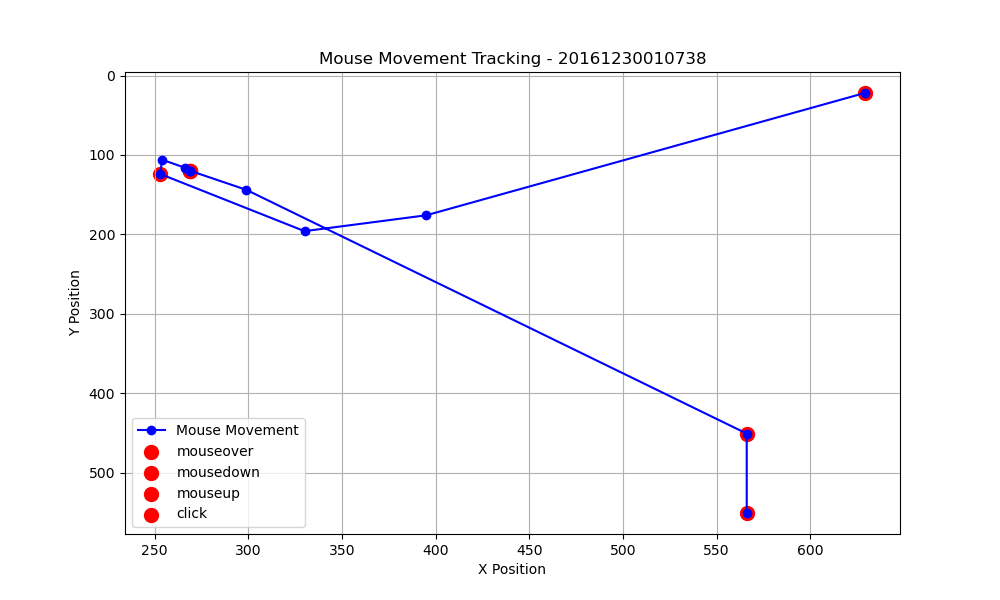 Mouse Movement Tracking - 20161230010738
0
100
200
300
400
500
Y Position
Mouse Movement
mouseover
mousedown
mouseup
click
250 300 350 400 450 500 550 600
X Position